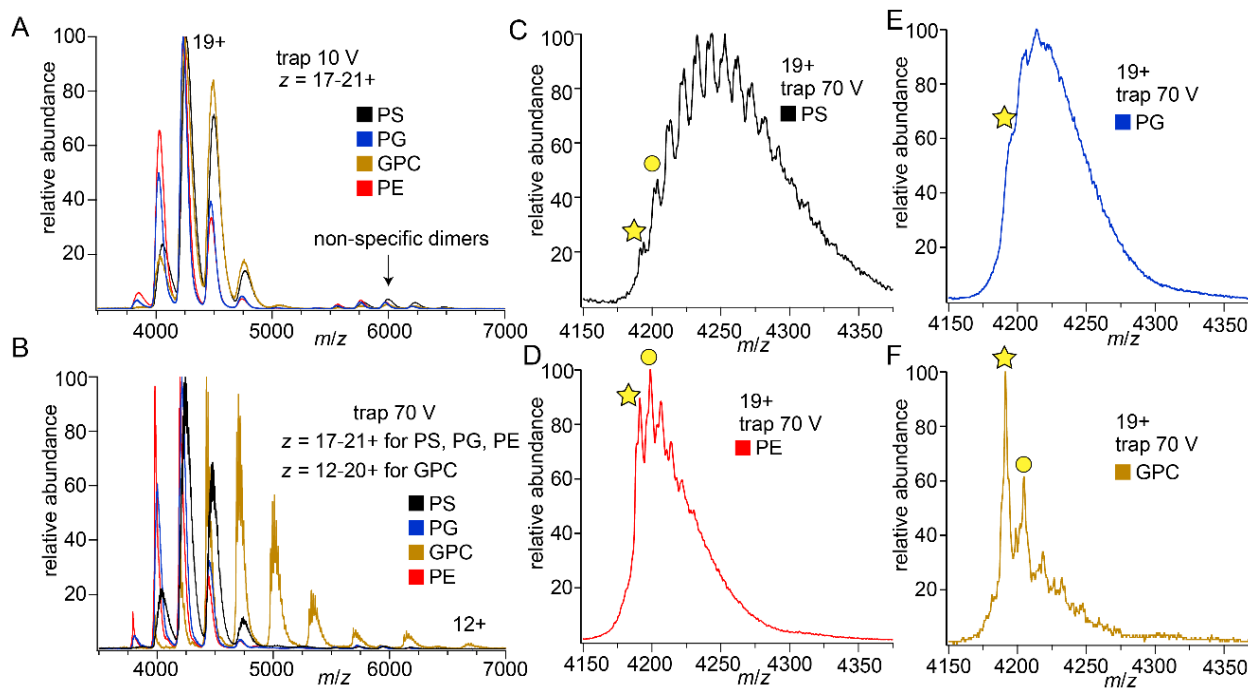 A
relative abundance
100
80
60
40
20
19+
trap 10 V
z = 17-21+
PS
PG
GPC
PE
non-specific dimers
4000
5000
6000
7000
m/z
B
relative abundance
100
80
60
40
20
trap 70 V
z = 17-21+ for PS, PG, PE
z = 12-20+ for GPC
PS
PG
GPC
PE
12+
4000
5000
6000
7000
m/z
C
relative abundance
100
80
60
40
20
19+
trap 70 V
PS
4150
4200
4250
4300
4350
m/z
D
relative abundance
100
80
60
40
20
19+
trap 70 V
PE
4150
4200
4250
4300
4350
m/z
E
relative abundance
100
80
60
40
20
19+
trap 70 V
PG
4150
4200
4250
4300
4350
m/z
F
relative abundance
100
80
60
40
20
19+
trap 70 V
GPC
4150
4200
4250
4300
4350
m/z